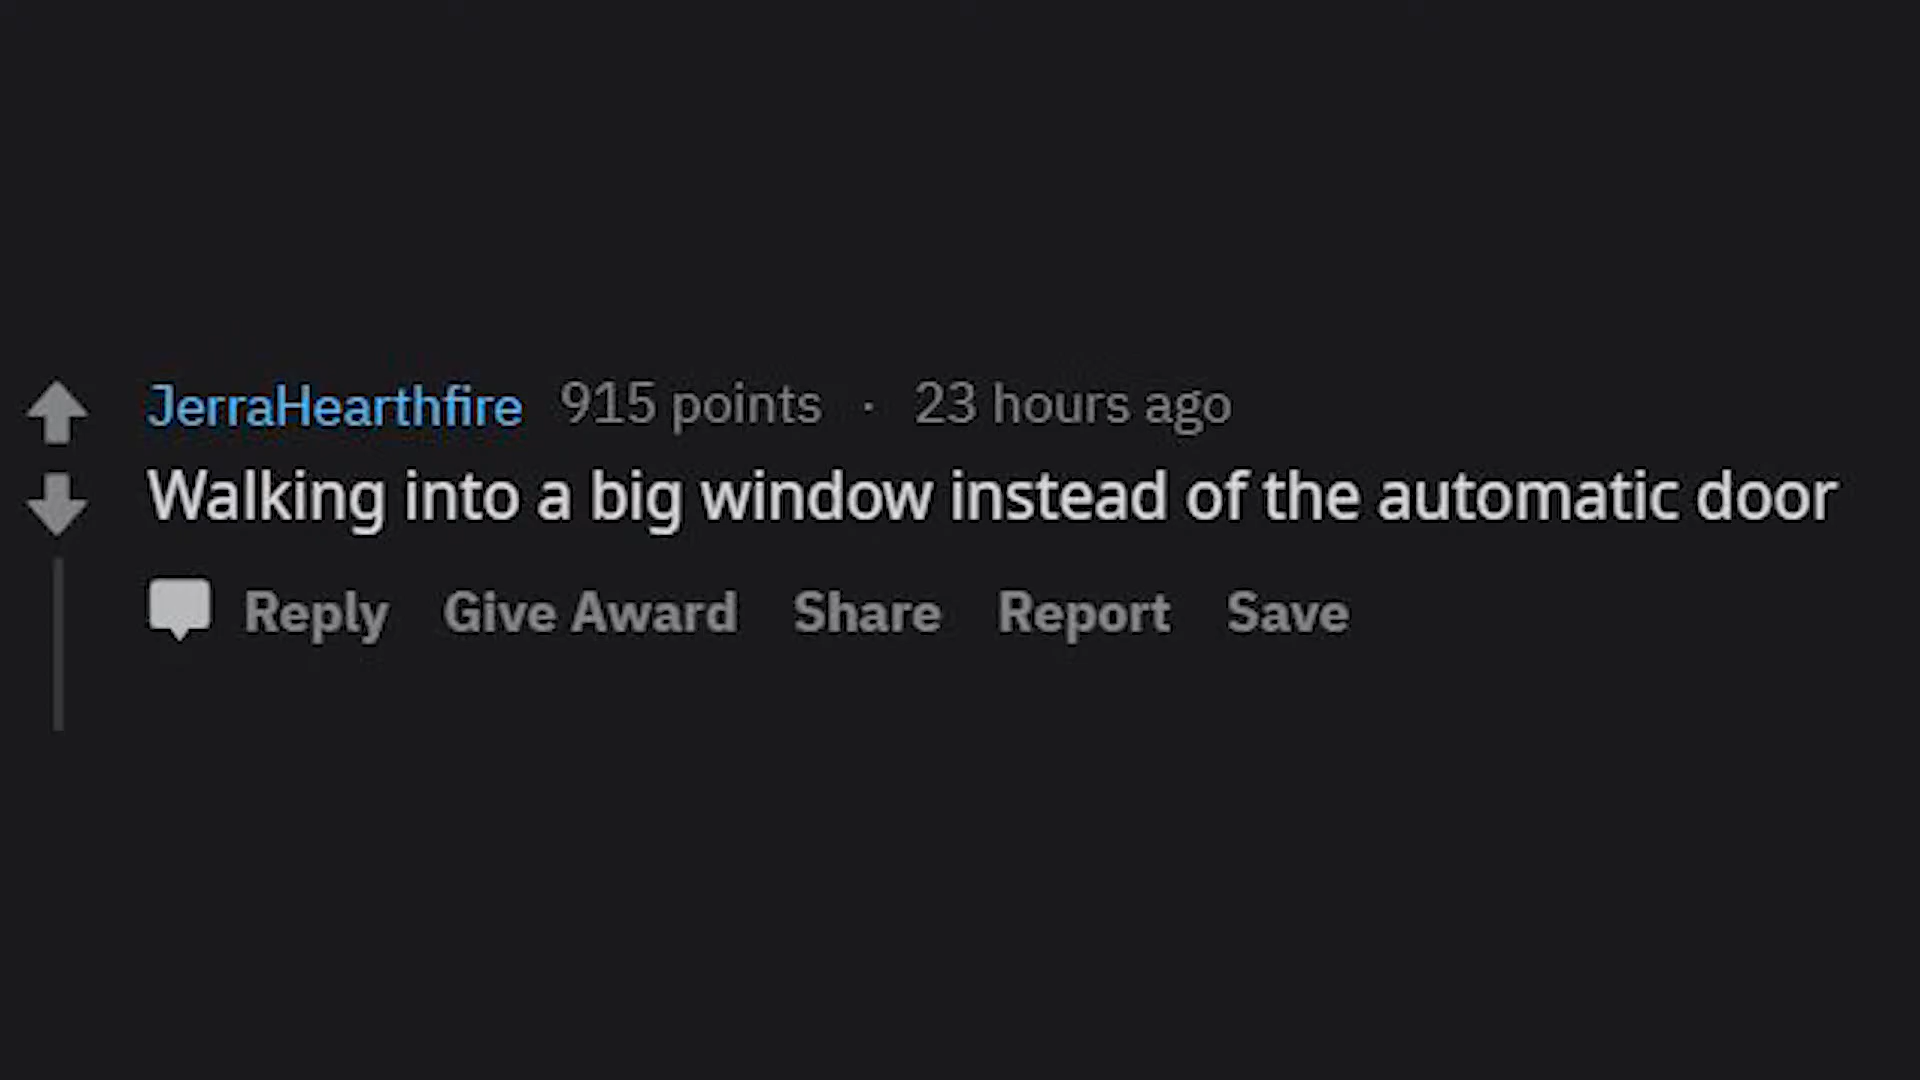 JerraHearthfire 915 points · 23 hours ago
Walking into a big window instead of the automatic door
Reply Give Award Share Report Save